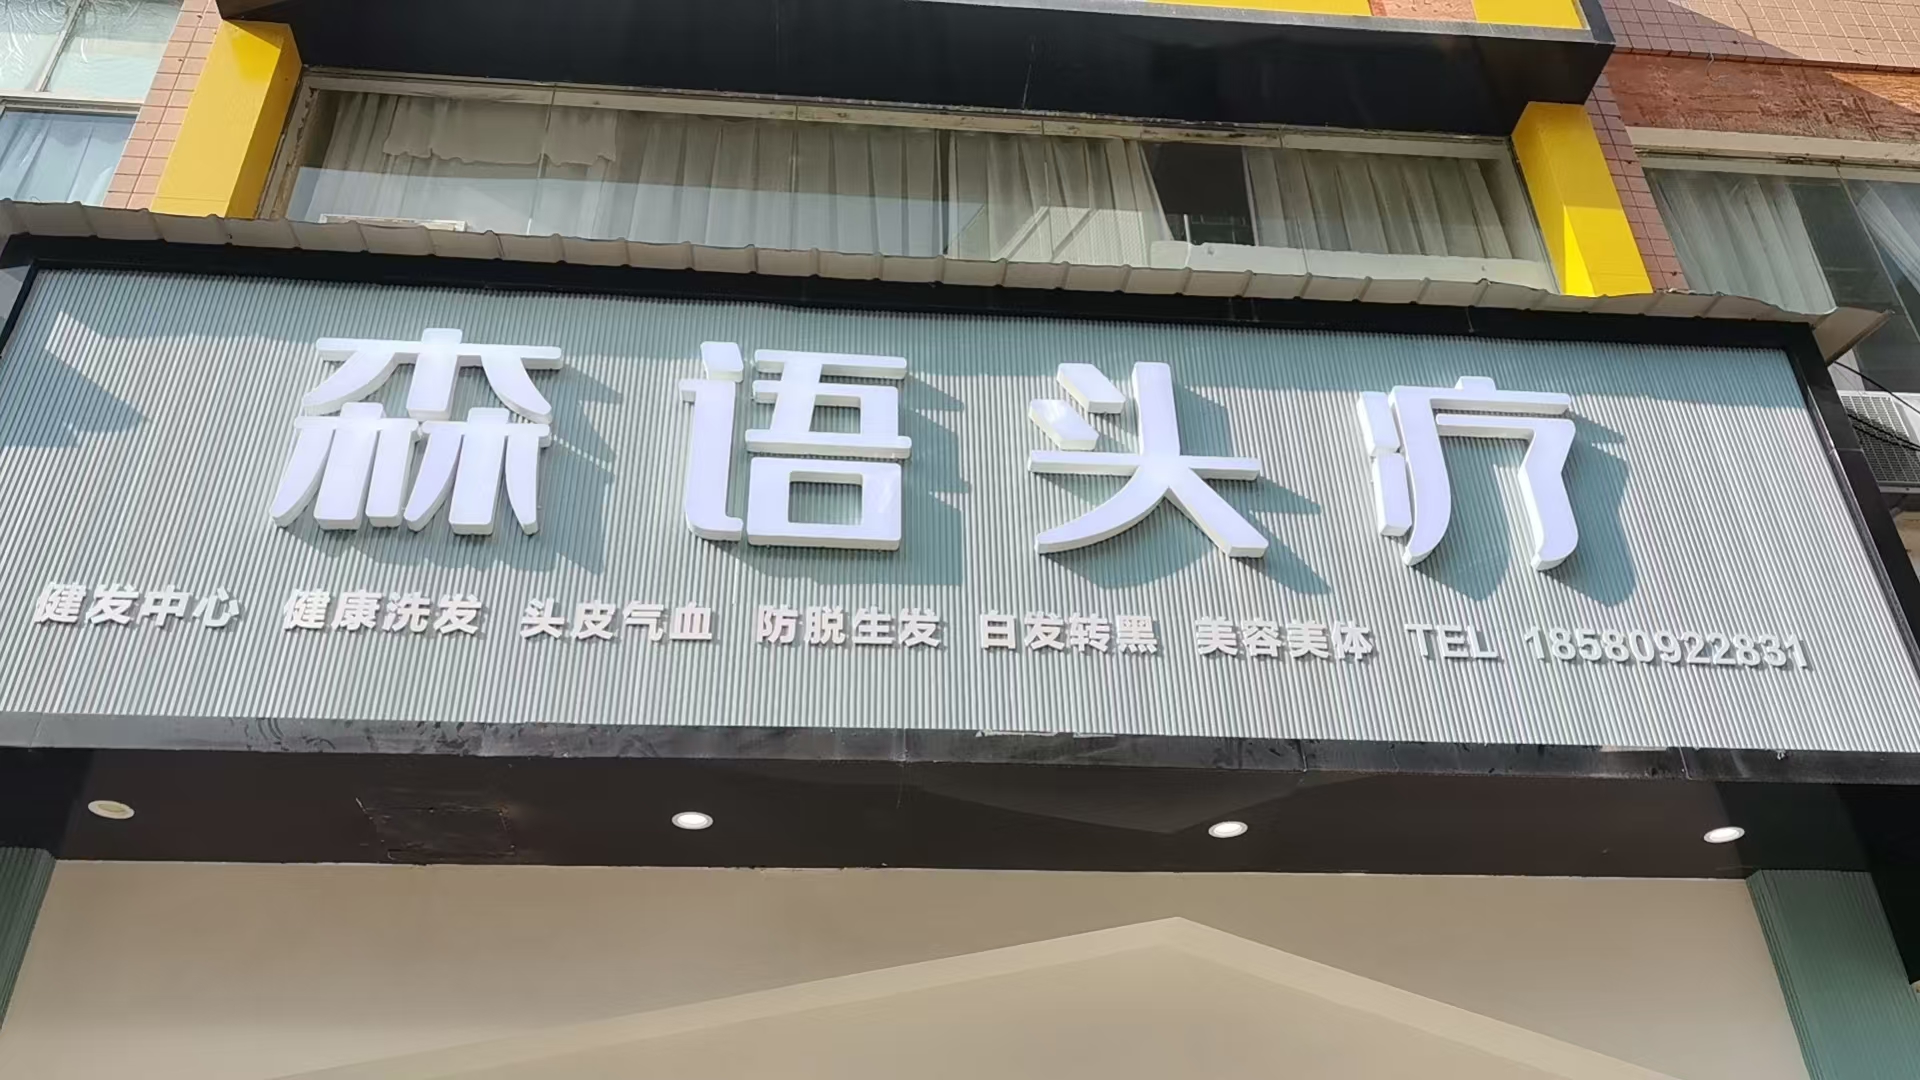 森语头疗
健发中心 健康洗发 头皮气血 防脱生发 白发转黑 美容美体 TEL 18580922831